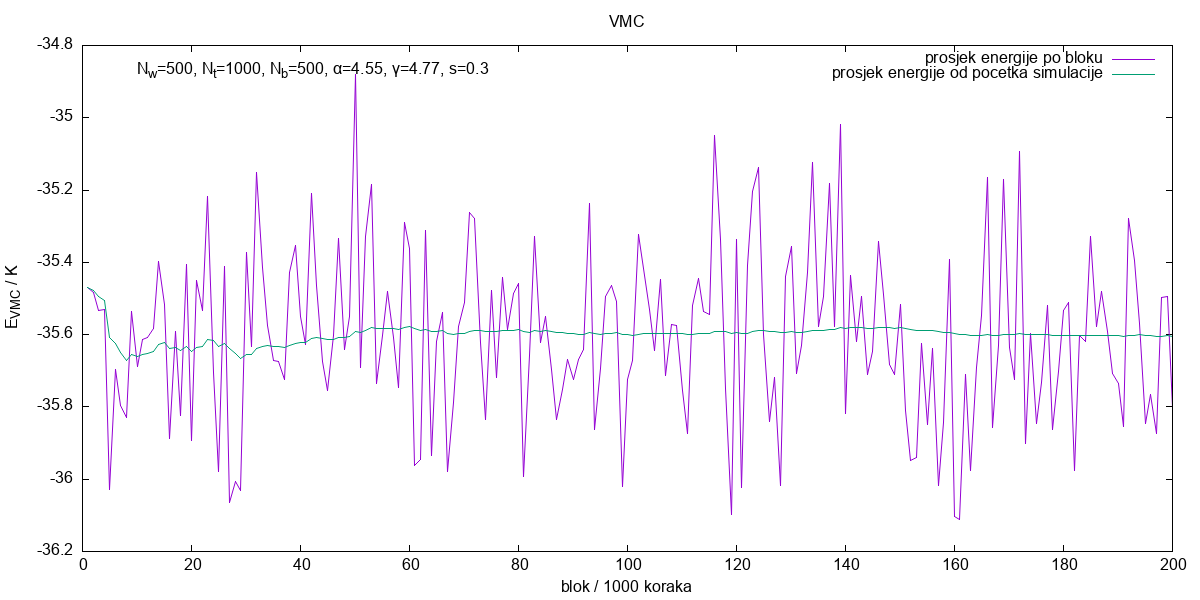 VMC
N_w=500, N_t=1000, N_b=500, α=4.55, γ=4.77, s=0.3
prosjek energije po bloku
prosjek energije od pocetka simulacije
E_VMC / K
-34.8
-35
-35.2
-35.4
-35.6
-35.8
-36
-36.2
0 20 40 60 80 100 120 140 160 180 200
blok / 1000 koraka